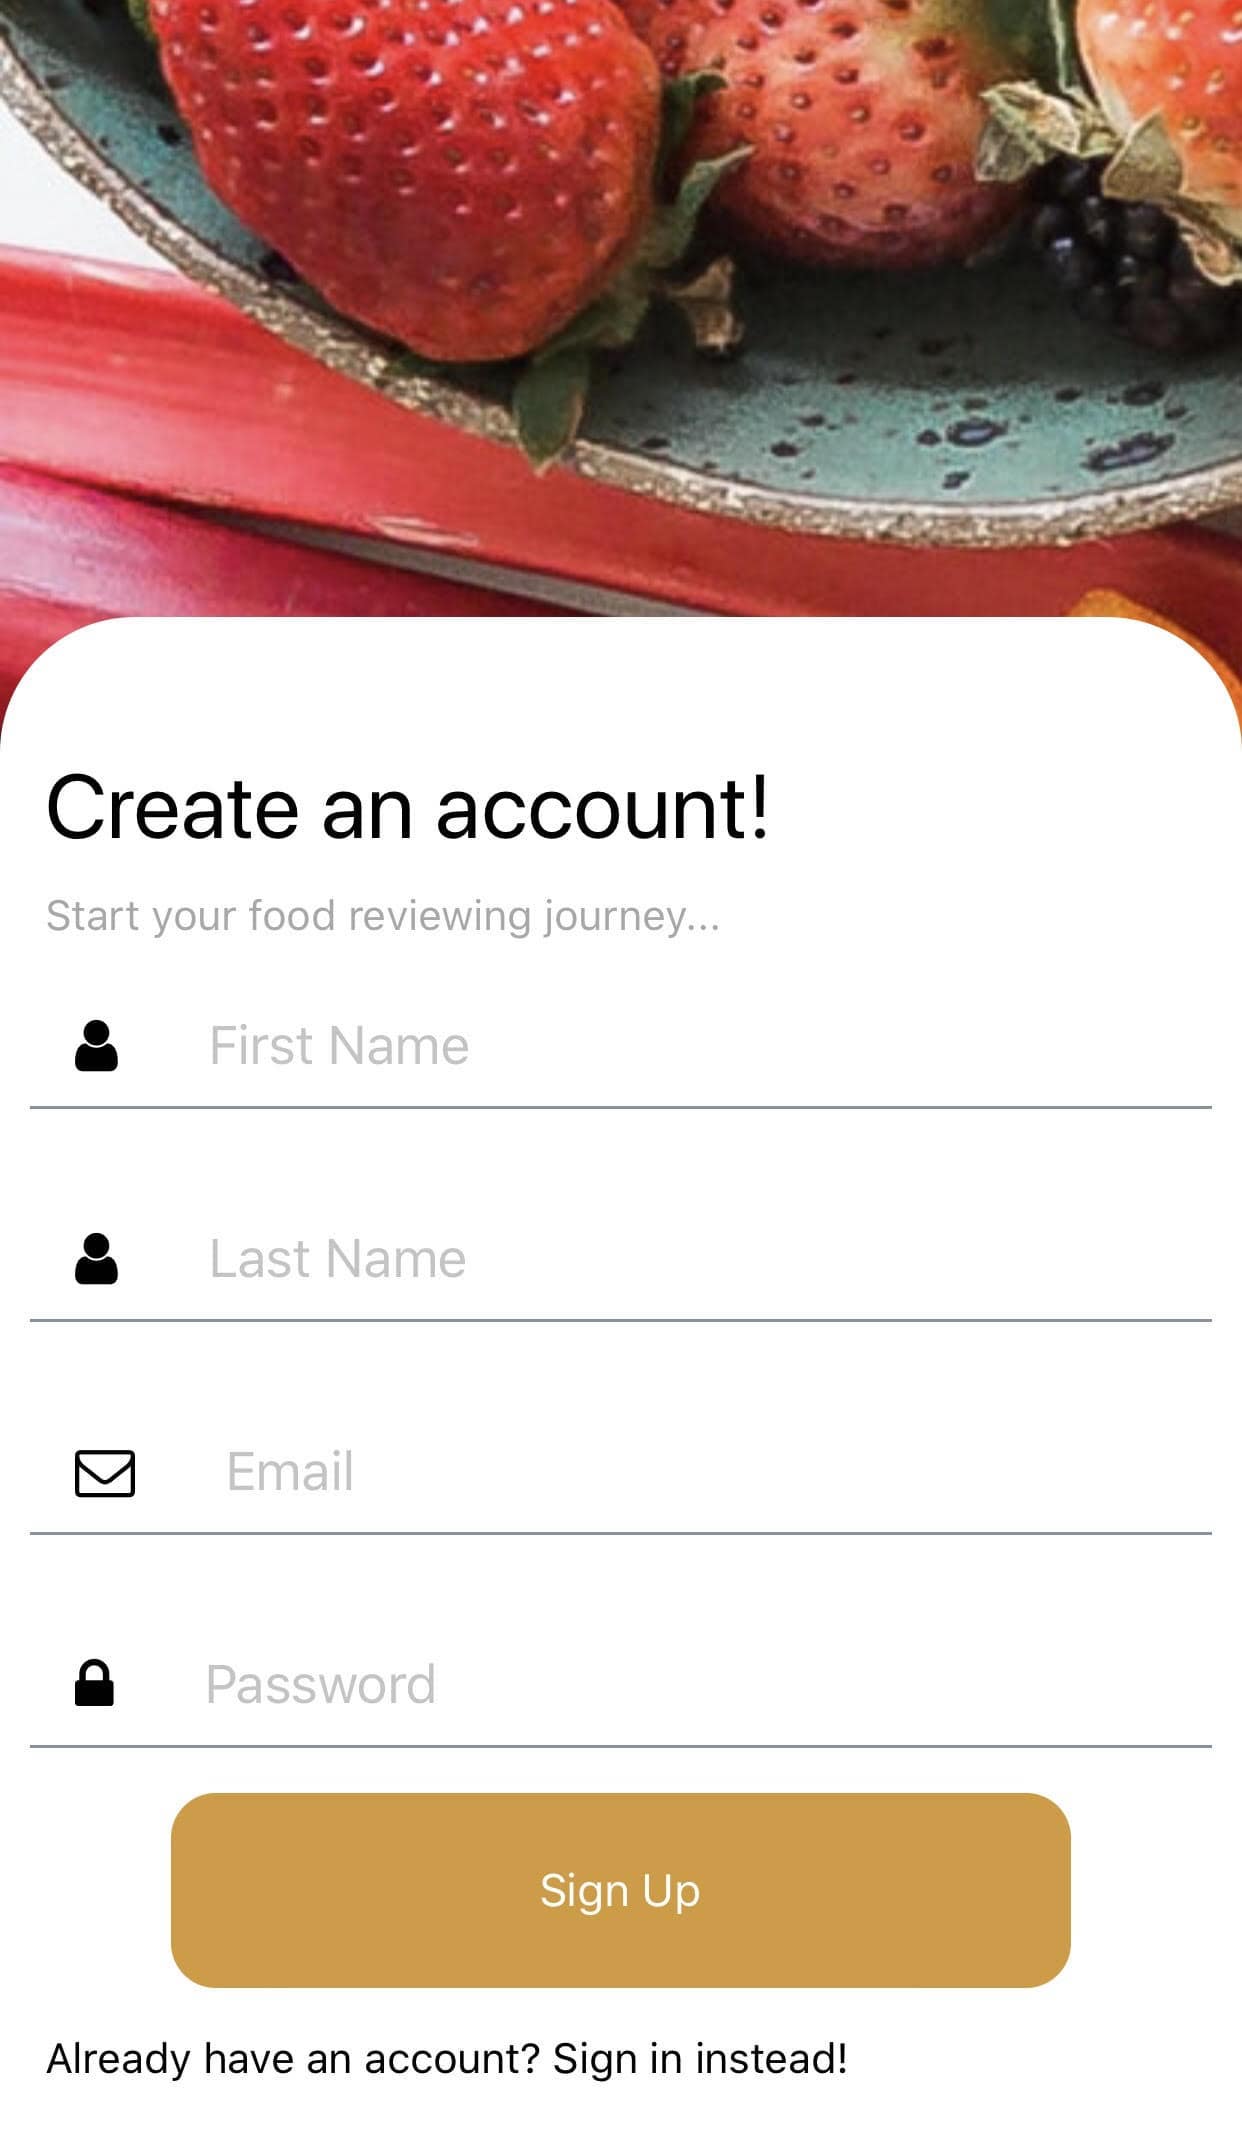 Create an account!
Start your food reviewing journey...
First Name
Last Name
Email
Password
Sign Up
Already have an account? Sign in instead!